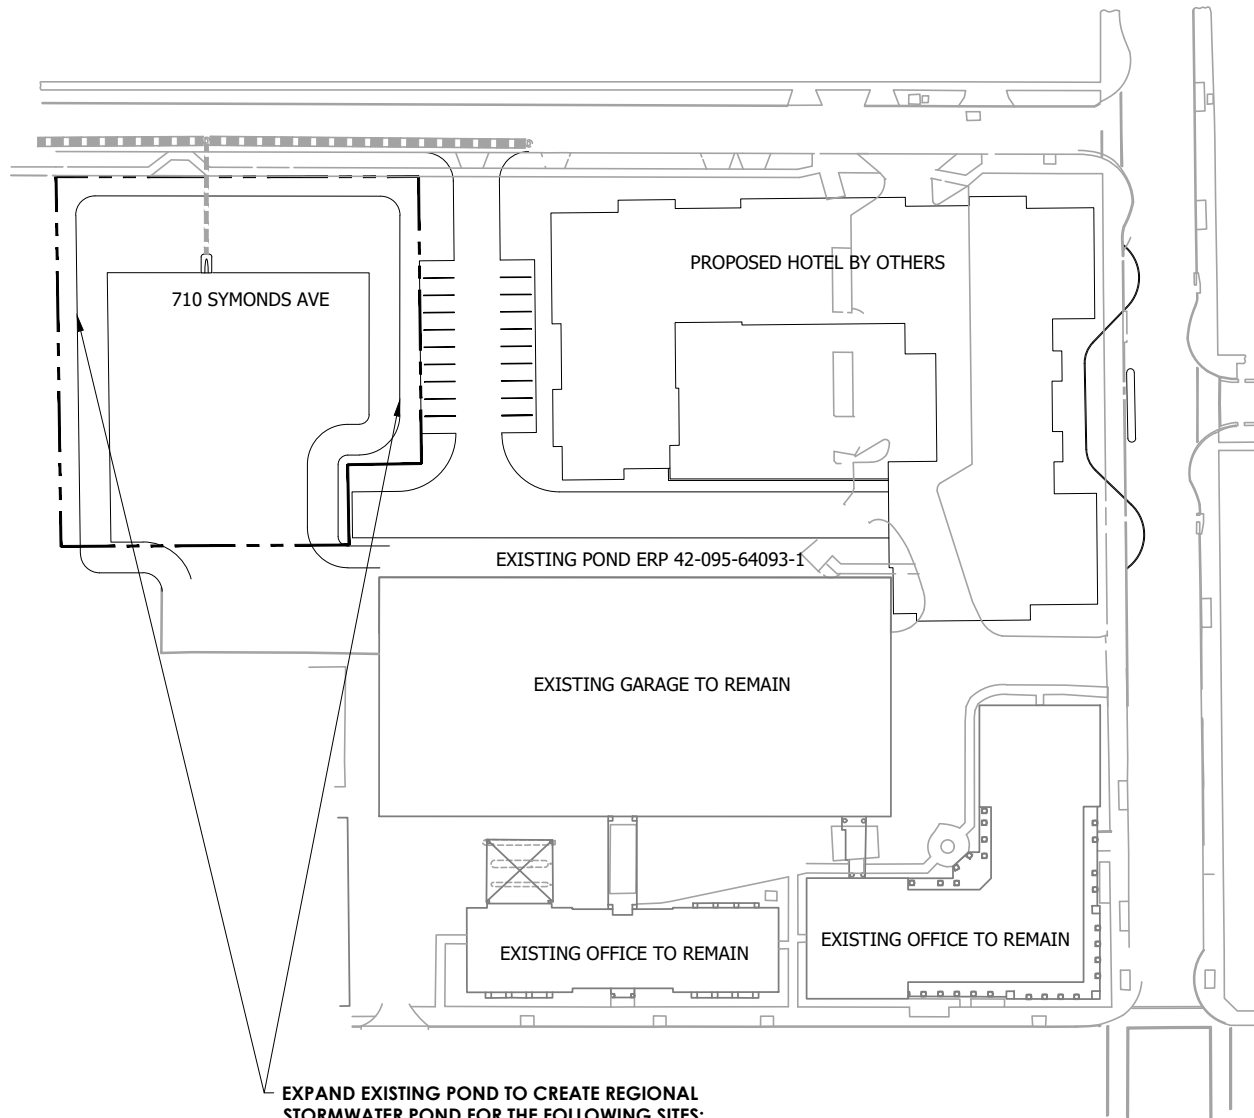 PROPOSED HOTEL BY OTHERS
710 SYMONDS AVE
EXISTING POND ERP 42-095-64093-1
EXISTING GARAGE TO REMAIN
EXISTING OFFICE TO REMAIN
EXISTING OFFICE TO REMAIN
EXPAND EXISTING POND TO CREATE REGIONAL
STORMWATER POND FOR THE FOLLOWING SITES: